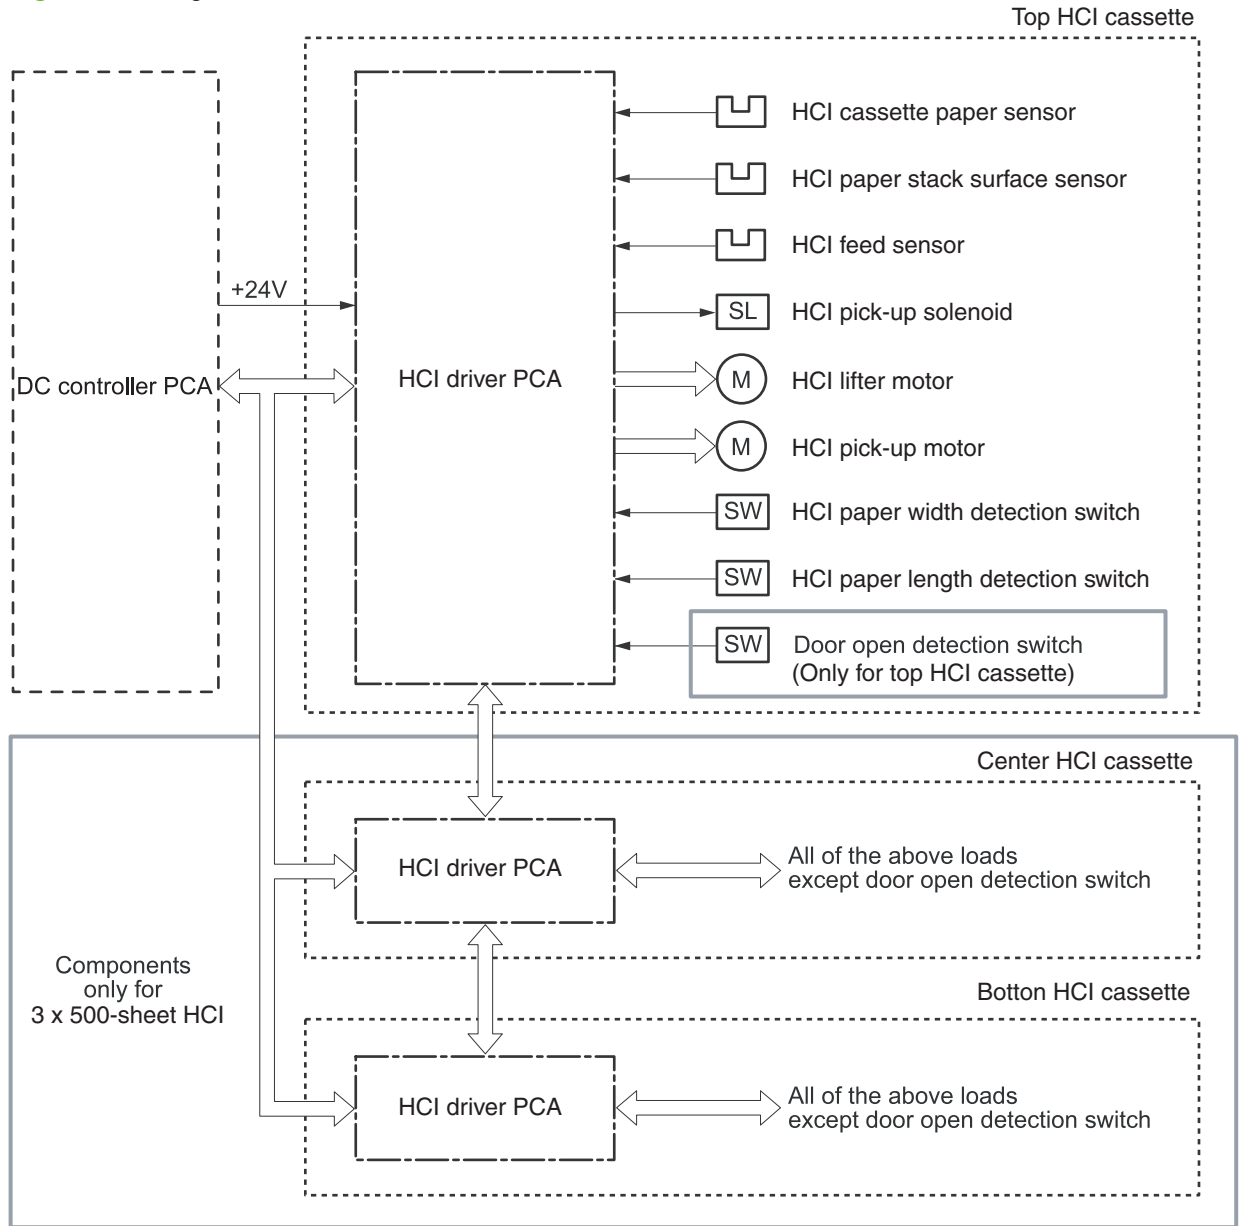 Top HCI cassette
HCI cassette paper sensor
HCI paper stack surface sensor
HCI feed sensor
+24V
SL HCI pick-up solenoid
DC controller PCA
HCI driver PCA
M HCI lifter motor
M HCI pick-up motor
SW HCI paper width detection switch
SW HCI paper length detection switch
SW Door open detection switch
(Only for top HCI cassette)
Center HCI cassette
HCI driver PCA
All of the above loads
except door open detection switch
Components
only for
3 x 500-sheet HCI
Botton HCI cassette
HCI driver PCA
All of the above loads
except door open detection switch